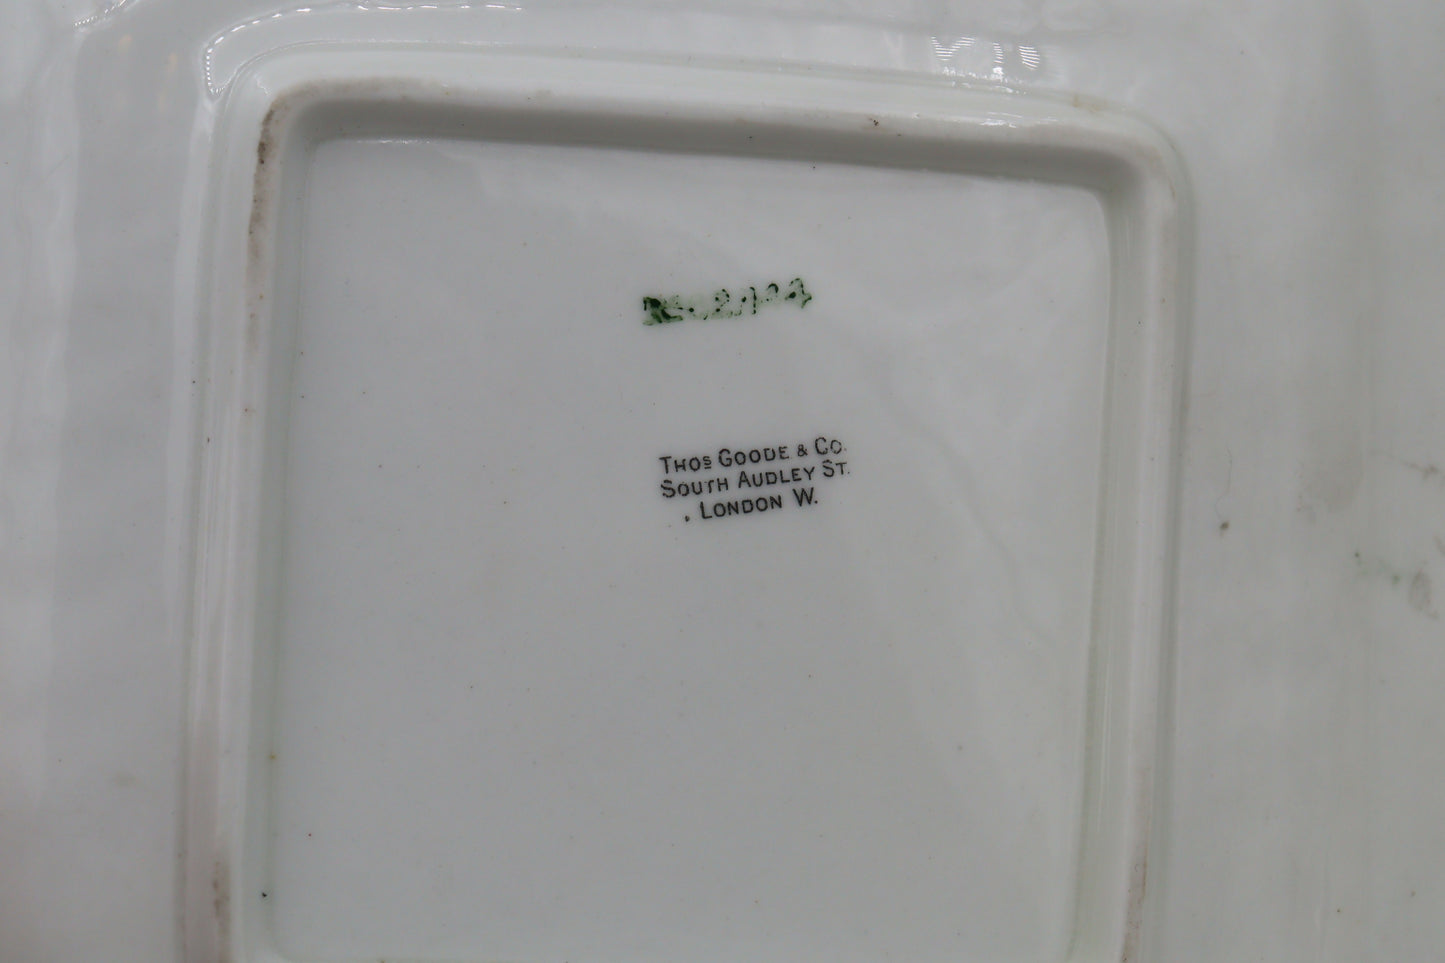 Thos Goode & Co.
South Audley St.
London W.